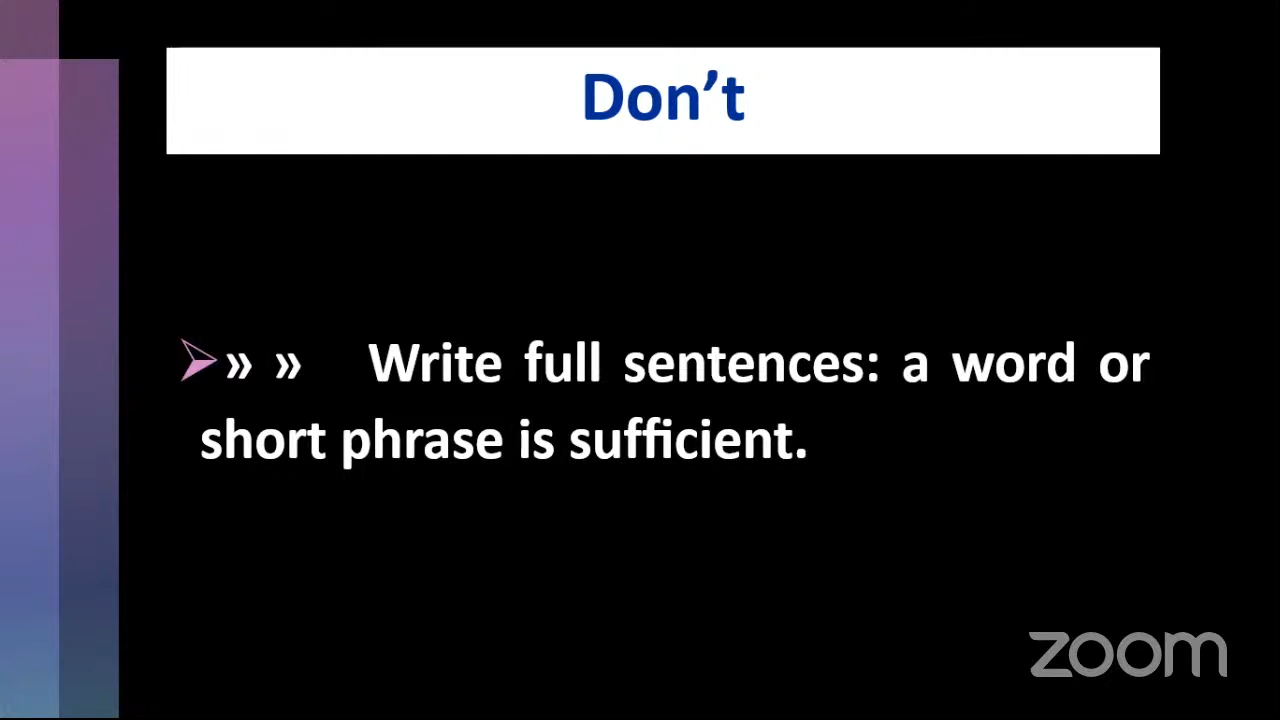 Don’t
» » Write full sentences: a word or
short phrase is sufficient.
zoom